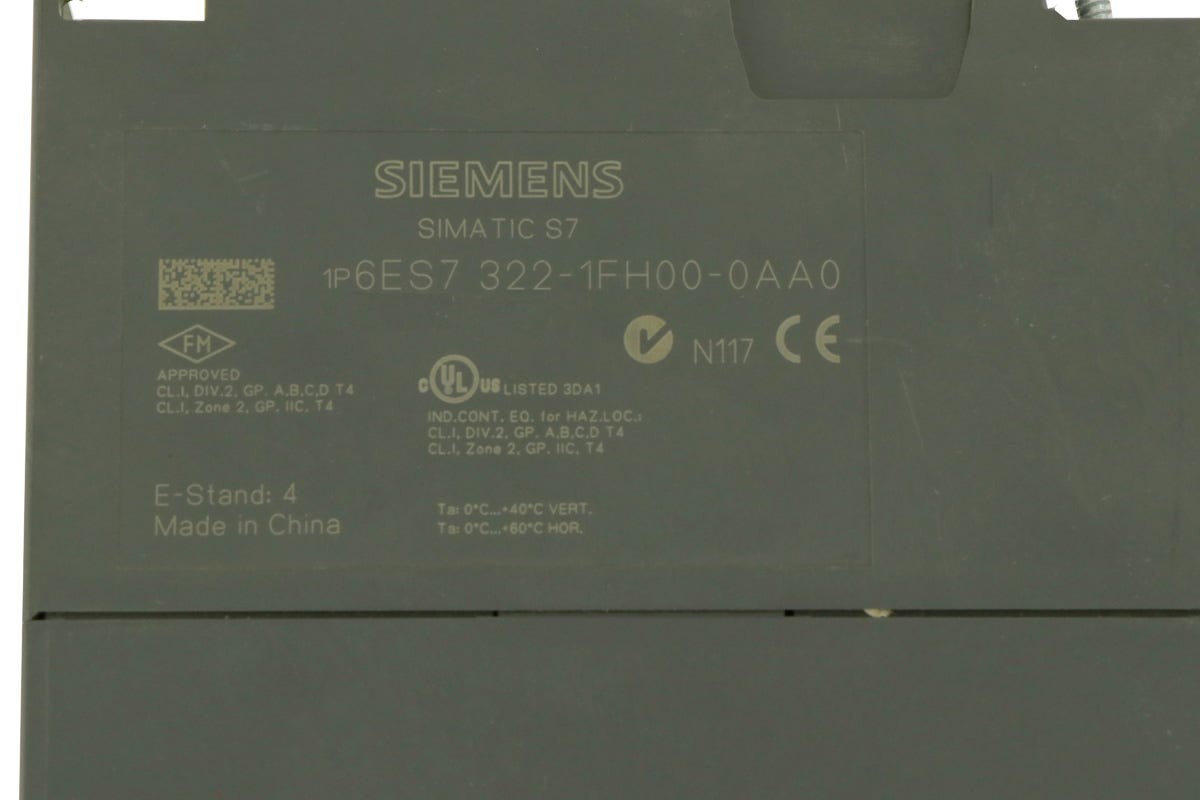 SIEMENS
SIMATIC S7
1P6ES7 322-1FH00-0AA0
N117 CE
FM
APPROVED
CL.I, DIV.2, GP. A,B,C,D T4
CL.I, Zone 2, GP. IIC, T4
c UL US LISTED 3DA1
IND.CONT. EQ. for HAZ.LOC.:
CL.I, DIV.2, GP. A,B,C,D T4
CL.I, Zone 2, GP. IIC, T4
E-Stand: 4
Made in China
Ta: 0°C...+40°C VERT.
Ta: 0°C...+60°C HOR.